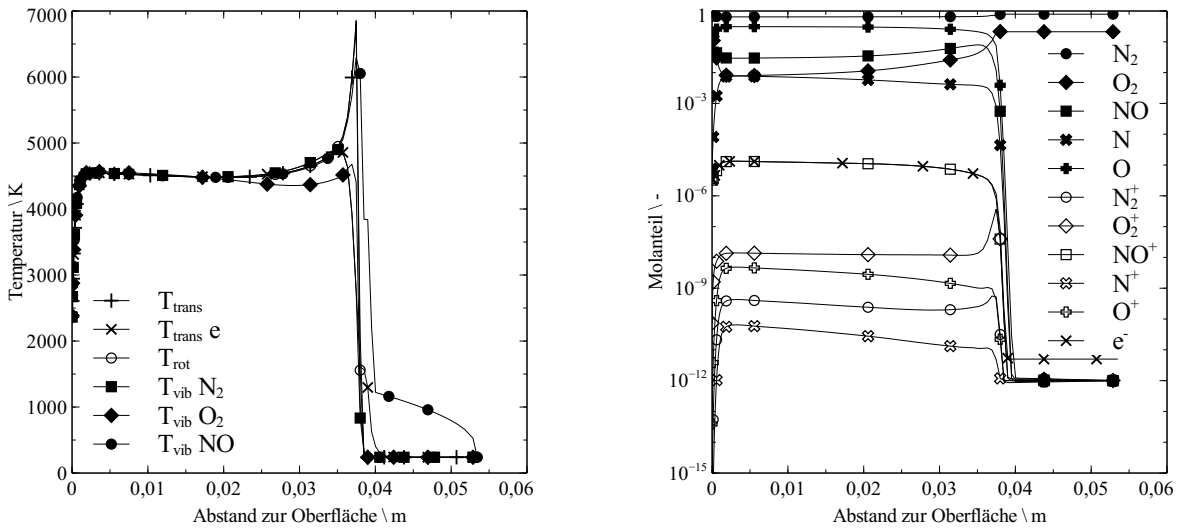 7000
6000
5000
4000
3000
2000
1000
0
Temperatur \ K
0
0,01
0,02
0,03
0,04
0,05
0,06
Abstand zur Oberfläche \ m
T_trans
T_trans e
T_rot
T_vib N₂
T_vib O₂
T_vib NO
1
10⁻³
10⁻⁶
10⁻⁹
10⁻¹²
10⁻¹⁵
Molanteil \ -
0
0,01
0,02
0,03
0,04
0,05
0,06
Abstand zur Oberfläche \ m
N₂
O₂
NO
N
O
N₂⁺
O₂⁺
NO⁺
N⁺
O⁺
e⁻